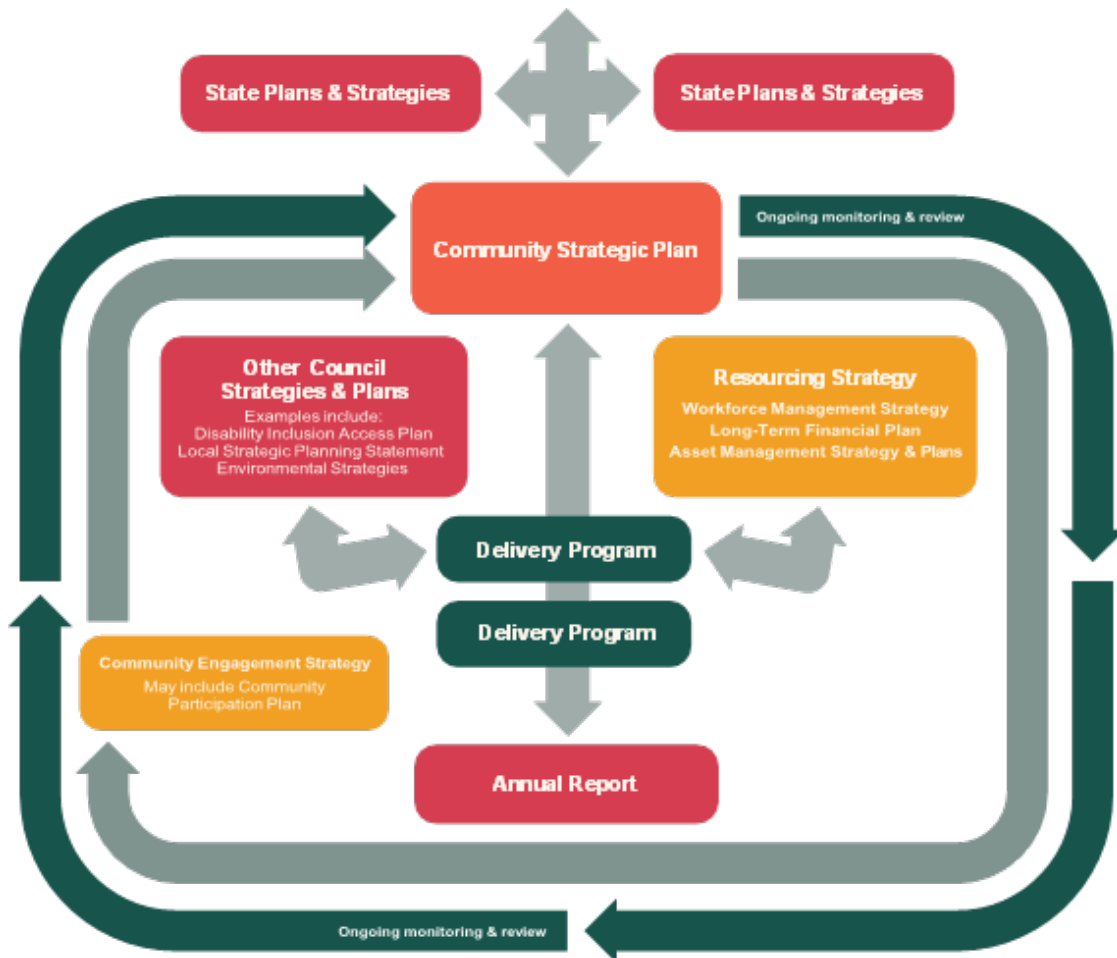 State Plans & Strategies
State Plans & Strategies
Community Strategic Plan
Ongoing monitoring & review
Other Council
Strategies & Plans
Examples include:
Disability Inclusion Access Plan
Local Strategic Planning Statement
Environmental Strategies
Resourcing Strategy
Workforce Management Strategy
Long-Term Financial Plan
Asset Management Strategy & Plans
Delivery Program
Delivery Program
Community Engagement Strategy
May include Community
Participation Plan
Annual Report
Ongoing monitoring & review